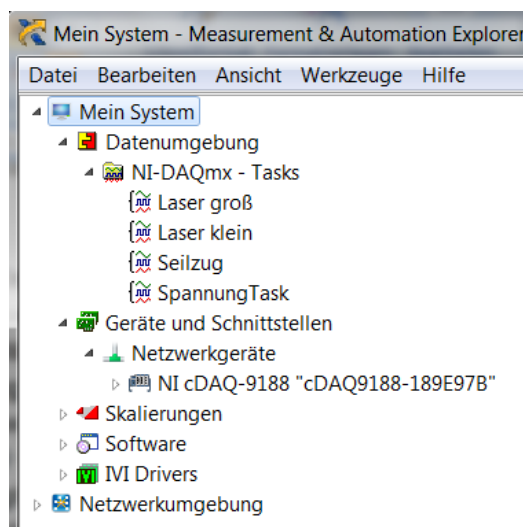 Mein System - Measurement & Automation Explorer
Datei Bearbeiten Ansicht Werkzeuge Hilfe
Mein System
Datenumgebung
NI-DAQmx - Tasks
Laser groß
Laser klein
Seilzug
SpannungTask
Geräte und Schnittstellen
Netzwerkgeräte
NI cDAQ-9188 "cDAQ9188-189E97B"
Skalierungen
Software
IVI Drivers
Netzwerkumgebung